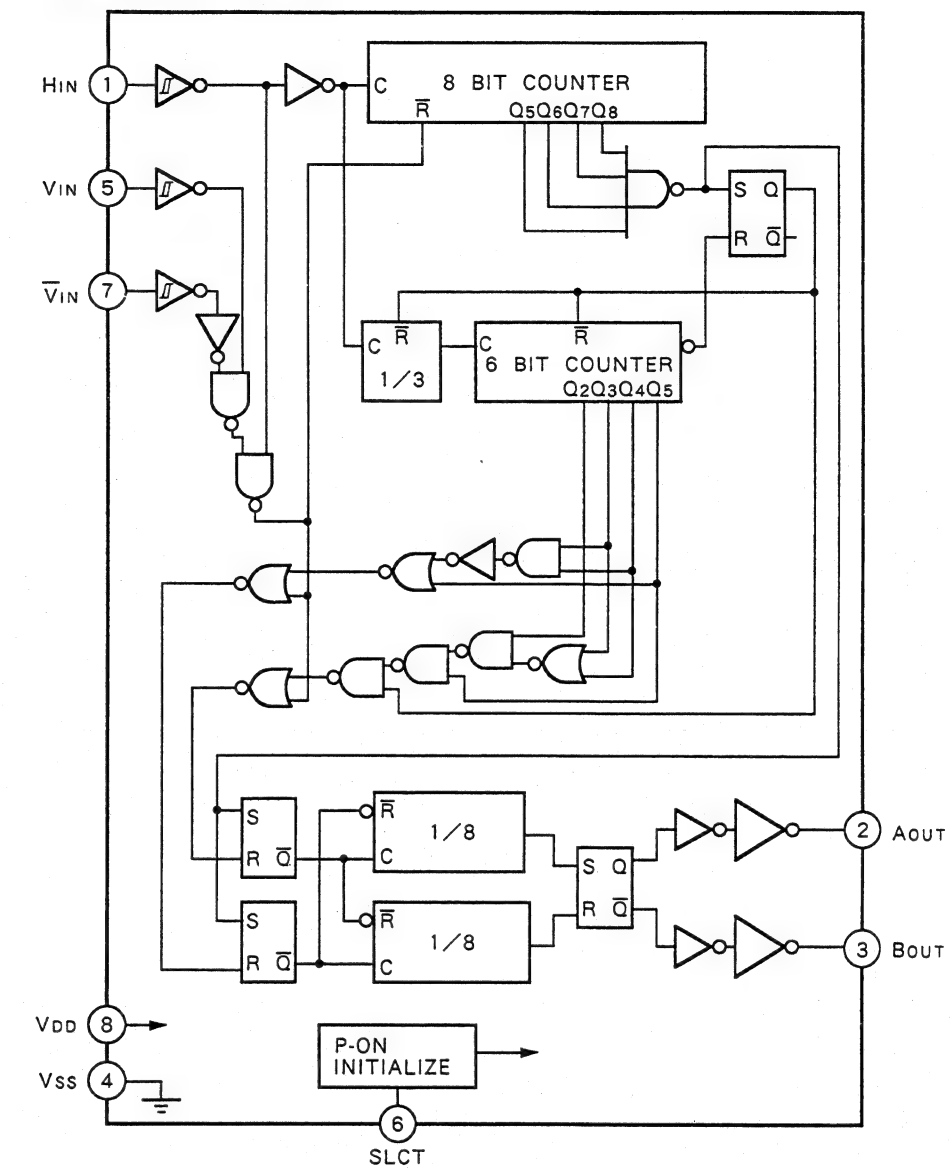 HIN 1
C 8 BIT COUNTER
R̅ Q5Q6Q7Q8
VIN 5
S Q
R Q̅
V̅IN 7
C R̅
1/3
C R̅
6 BIT COUNTER
Q2Q3Q4Q5
S
R Q̅
R̅ 1/8
C
S Q
R Q̅
2 AOUT
S
R Q̅
R̅ 1/8
C
3 BOUT
VDD 8
P-ON
INITIALIZE
VSS 4
6
SLCT